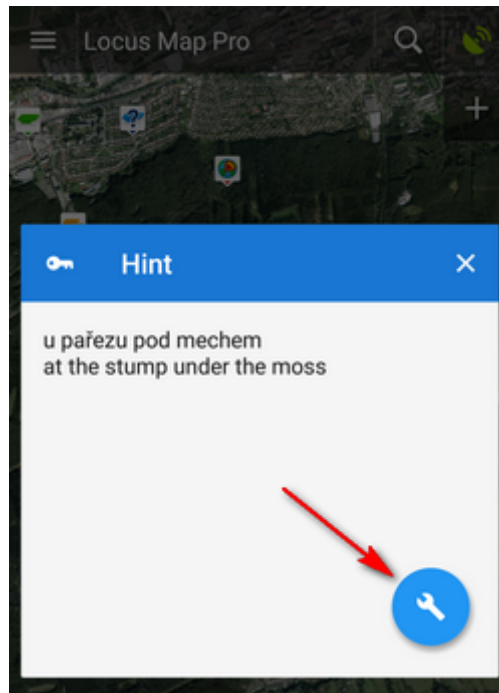 Locus Map Pro
Hint
u pařezu pod mechem
at the stump under the moss